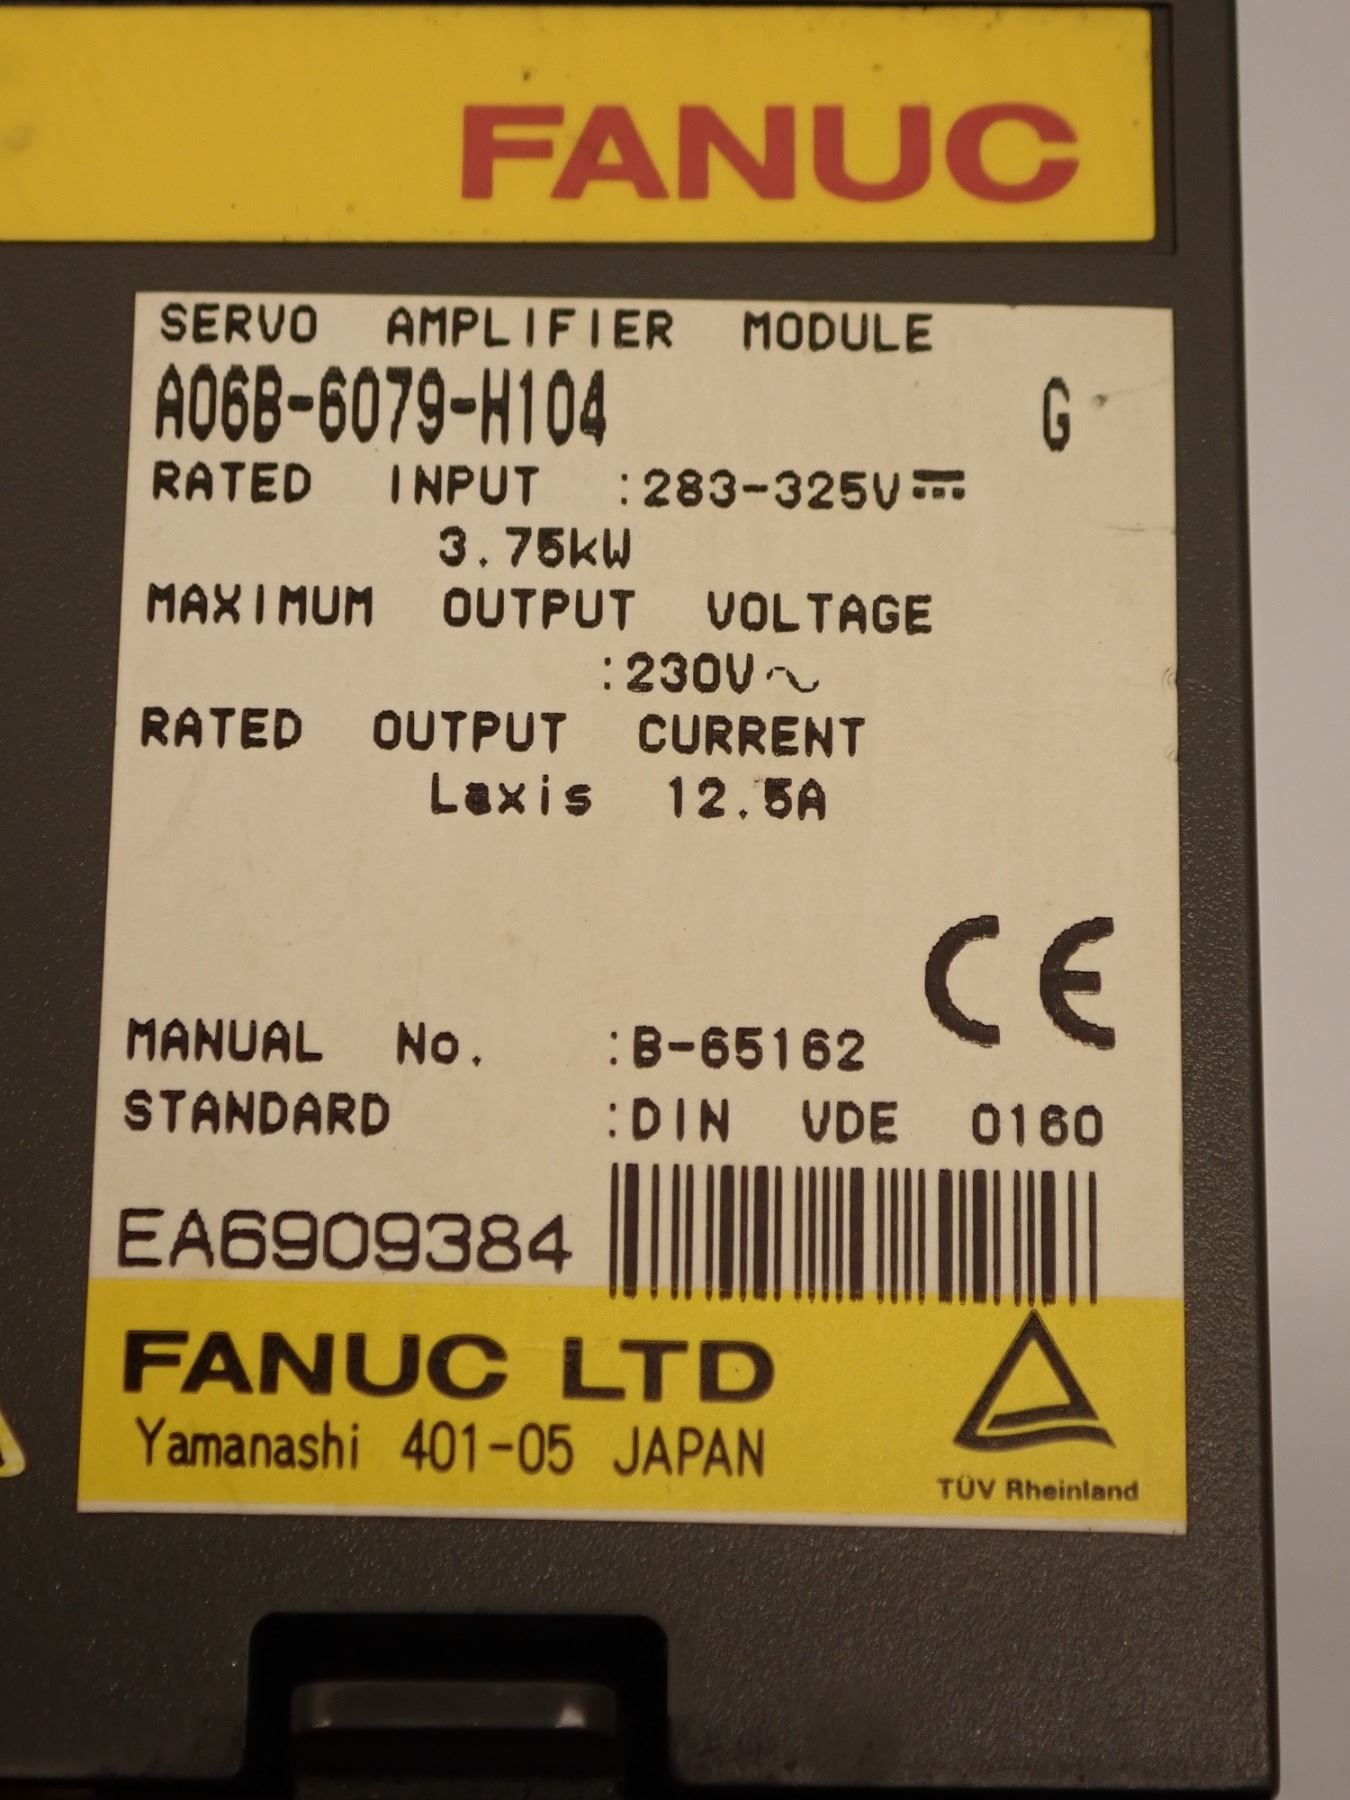 FANUC
SERVO AMPLIFIER MODULE
A06B-6079-H104 G
RATED INPUT :283-325V⎓
3.75kW
MAXIMUM OUTPUT VOLTAGE
:230V~
RATED OUTPUT CURRENT
Laxis 12.5A
CE
MANUAL No. :B-65162
STANDARD :DIN VDE 0160
EA6909384
FANUC LTD
Yamanashi 401-05 JAPAN
TÜV Rheinland